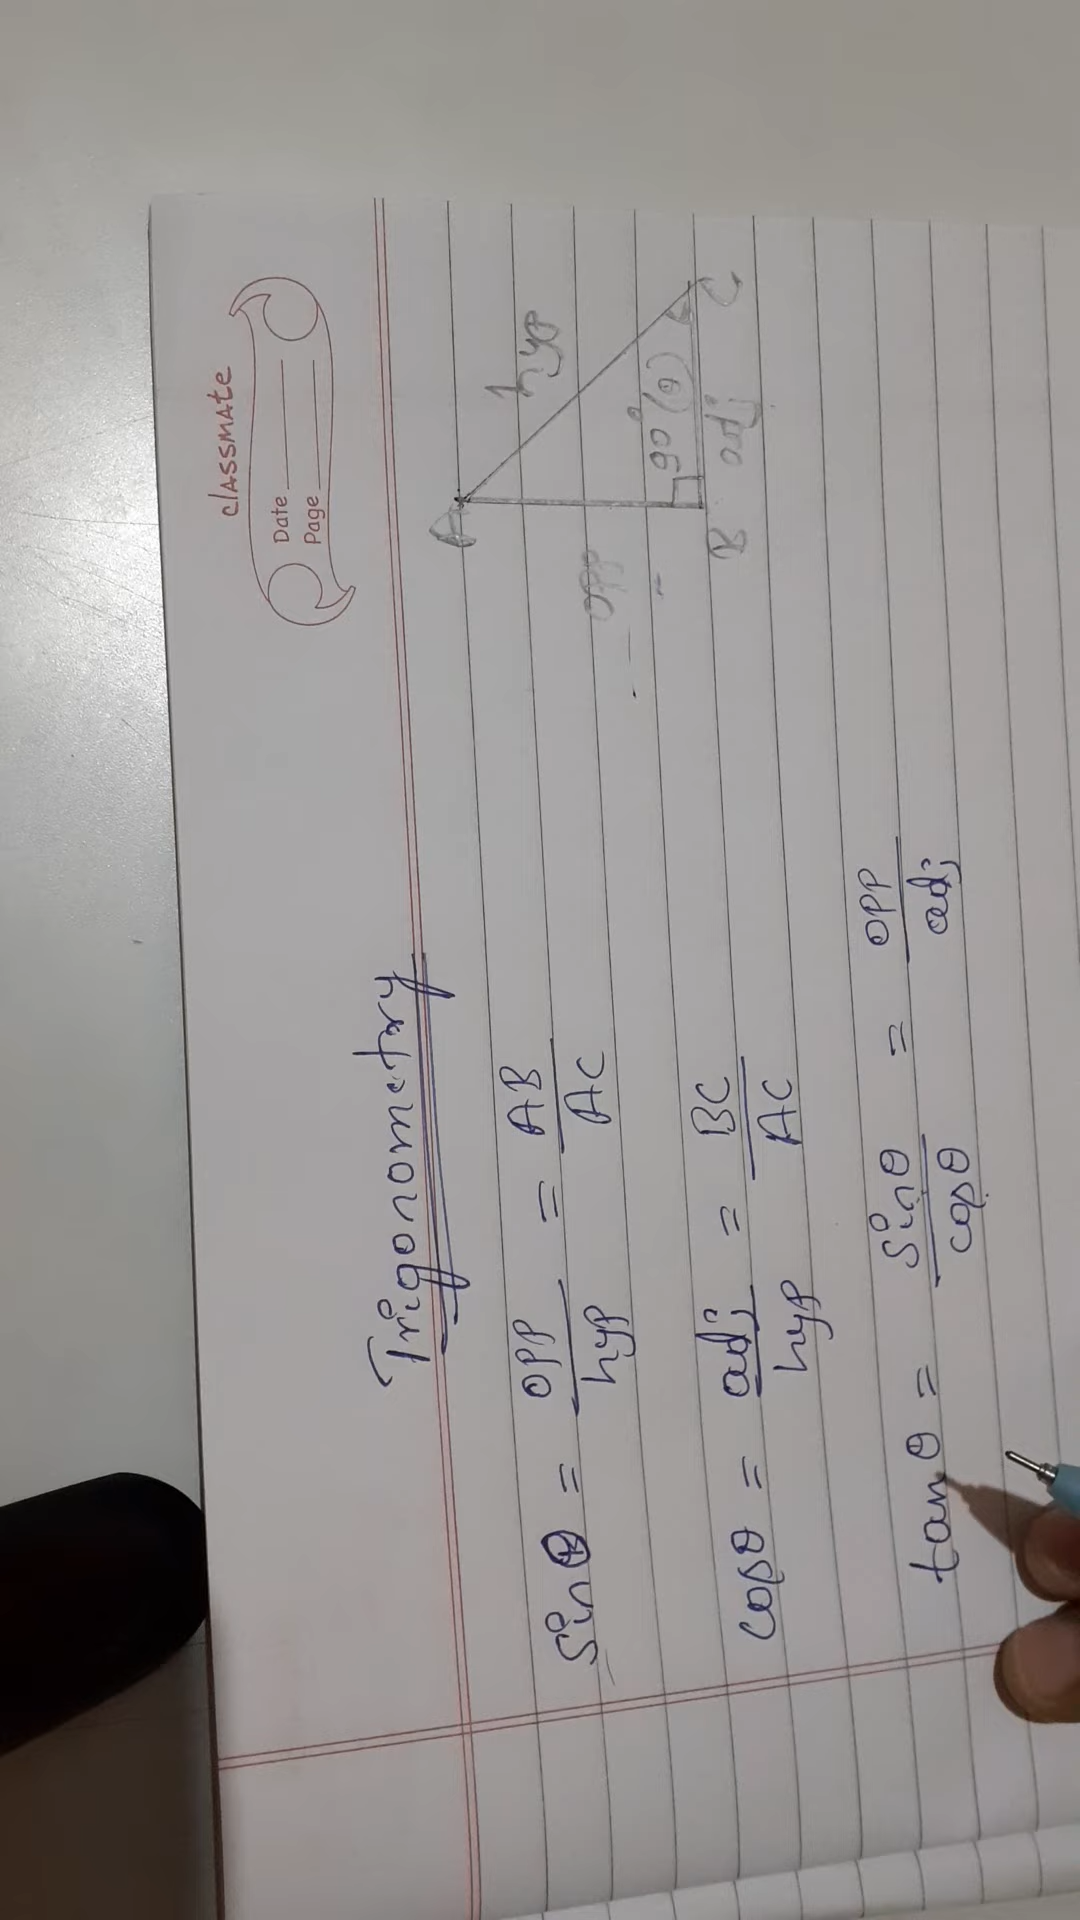 classmate
Date
Page
Trigonometry
sinθ = opp/hyp = AB/AC
cosθ = adj/hyp = BC/AC
tanθ = sinθ/cosθ = opp/adj
A
hyp
opp
90° (θ)
B
C
adj